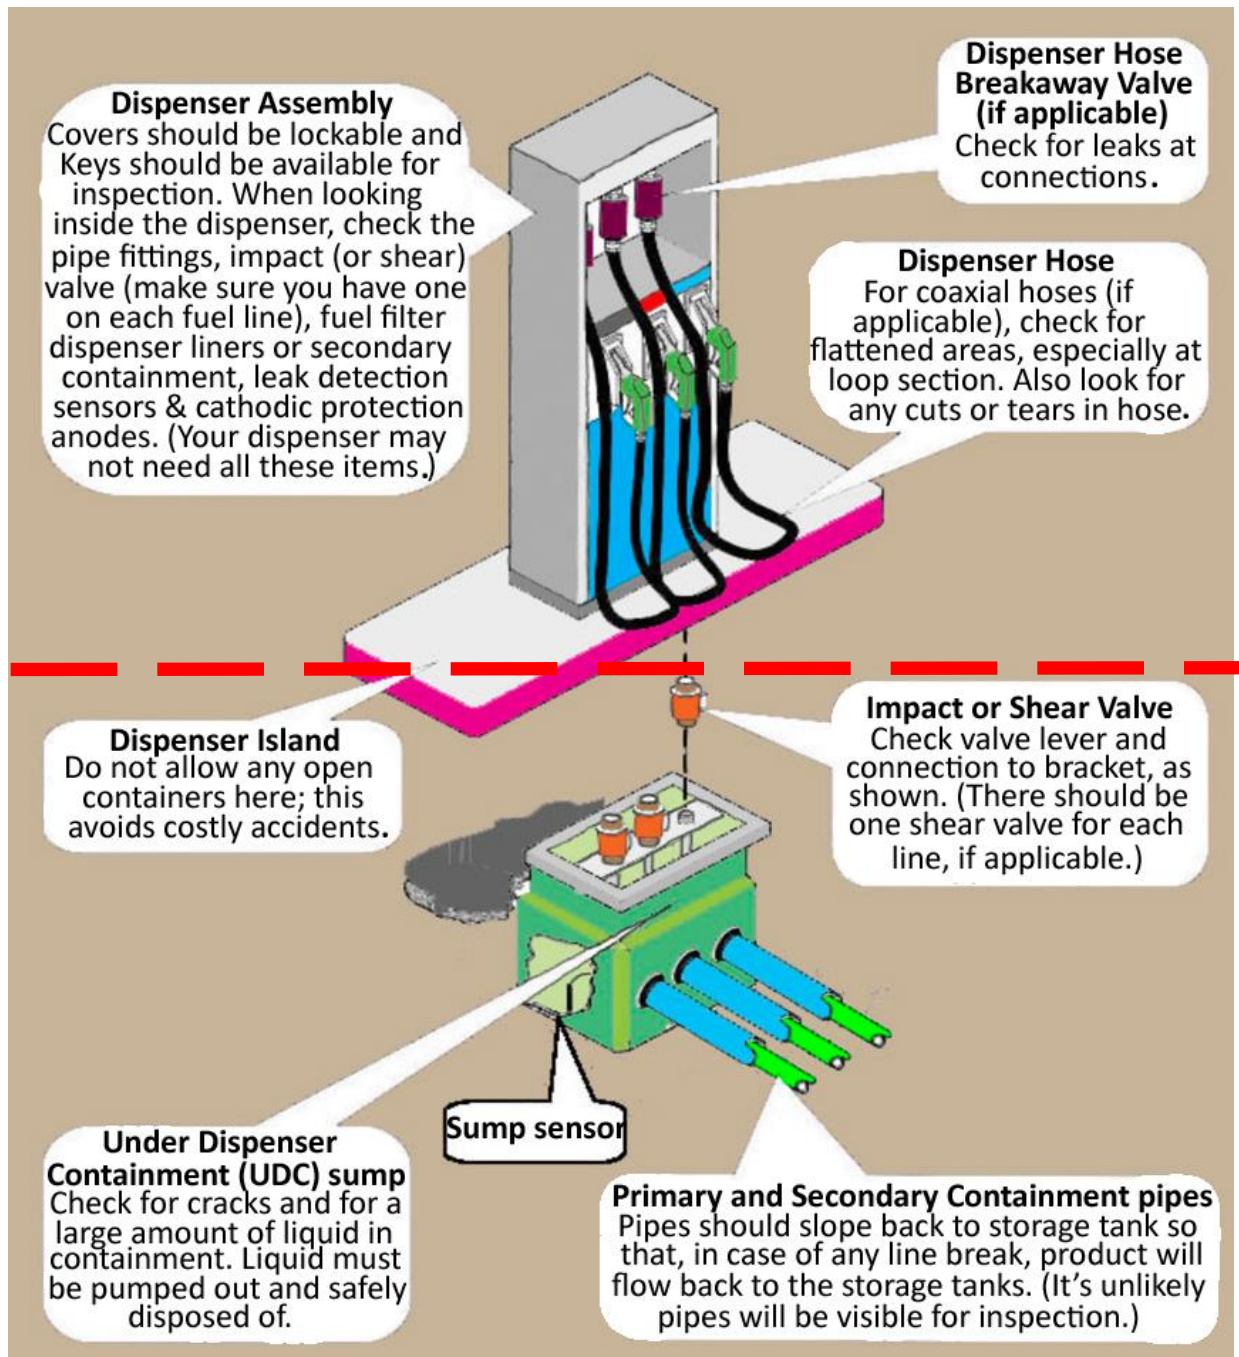 Dispenser Assembly
Covers should be lockable and
Keys should be available for
inspection. When looking
inside the dispenser, check the
pipe fittings, impact (or shear)
valve (make sure you have one
on each fuel line), fuel filter
dispenser liners or secondary
containment, leak detection
sensors & cathodic protection
anodes. (Your dispenser may
not need all these items.)
Dispenser Hose
Breakaway Valve
(if applicable)
Check for leaks at
connections.
Dispenser Hose
For coaxial hoses (if
applicable), check for
flattened areas, especially at
loop section. Also look for
any cuts or tears in hose.
Dispenser Island
Do not allow any open
containers here; this
avoids costly accidents.
Impact or Shear Valve
Check valve lever and
connection to bracket, as
shown. (There should be
one shear valve for each
line, if applicable.)
Sump sensor
Under Dispenser
Containment (UDC) sump
Check for cracks and for a
large amount of liquid in
containment. Liquid must
be pumped out and safely
disposed of.
Primary and Secondary Containment pipes
Pipes should slope back to storage tank so
that, in case of any line break, product will
flow back to the storage tanks. (It's unlikely
pipes will be visible for inspection.)